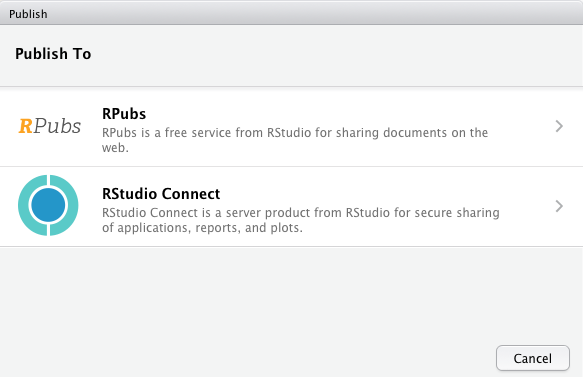 Publish
Publish To
RPubs
RPubs
RPubs is a free service from RStudio for sharing documents on the
web.
RStudio Connect
RStudio Connect is a server product from RStudio for secure sharing
of applications, reports, and plots.
Cancel